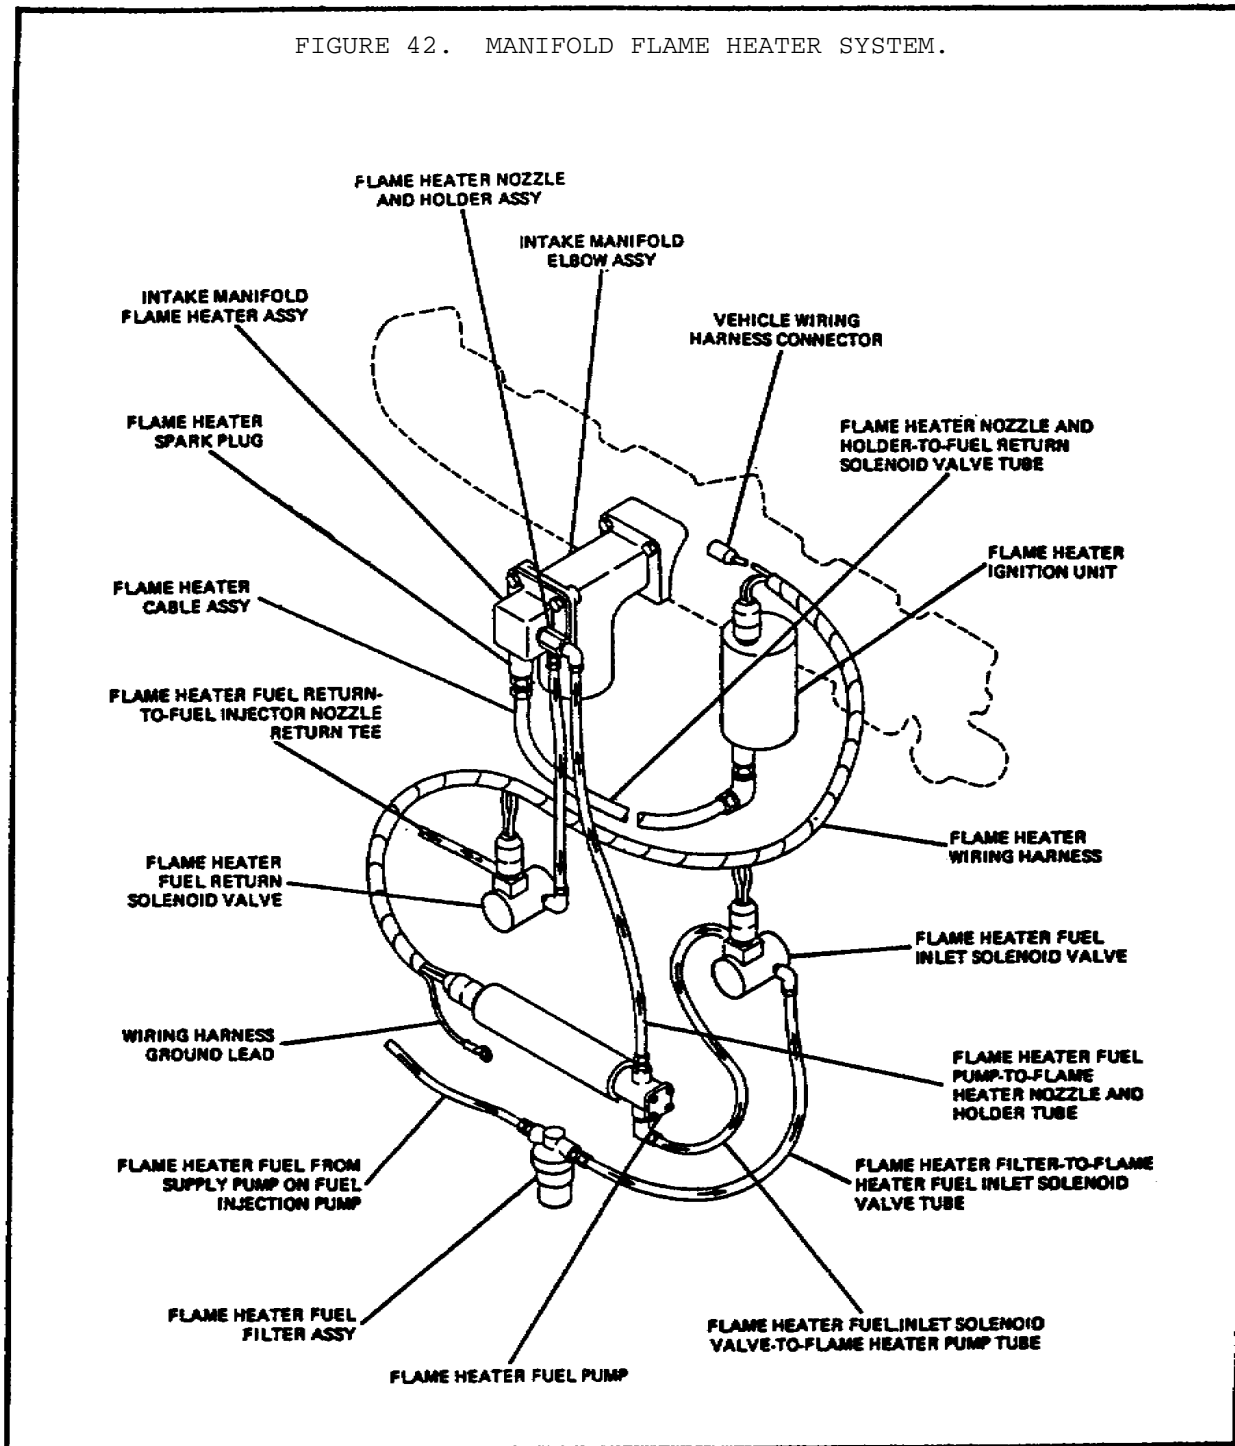 FIGURE 42. MANIFOLD FLAME HEATER SYSTEM.
FLAME HEATER NOZZLE
AND HOLDER ASSY
INTAKE MANIFOLD
ELBOW ASSY
INTAKE MANIFOLD
FLAME HEATER ASSY
VEHICLE WIRING
HARNESS CONNECTOR
FLAME HEATER
SPARK PLUG
FLAME HEATER NOZZLE AND
HOLDER-TO-FUEL RETURN
SOLENOID VALVE TUBE
FLAME HEATER
IGNITION UNIT
FLAME HEATER
CABLE ASSY
FLAME HEATER FUEL RETURN-
TO-FUEL INJECTOR NOZZLE
RETURN TEE
FLAME HEATER
WIRING HARNESS
FLAME HEATER
FUEL RETURN
SOLENOID VALVE
FLAME HEATER FUEL
INLET SOLENOID VALVE
WIRING HARNESS
GROUND LEAD
FLAME HEATER FUEL
PUMP-TO-FLAME
HEATER NOZZLE AND
HOLDER TUBE
FLAME HEATER FUEL FROM
SUPPLY PUMP ON FUEL
INJECTION PUMP
FLAME HEATER FILTER-TO-FLAME
HEATER FUEL INLET SOLENOID
VALVE TUBE
FLAME HEATER FUEL
FILTER ASSY
FLAME HEATER FUEL INLET SOLENOID
VALVE-TO-FLAME HEATER PUMP TUBE
FLAME HEATER FUEL PUMP